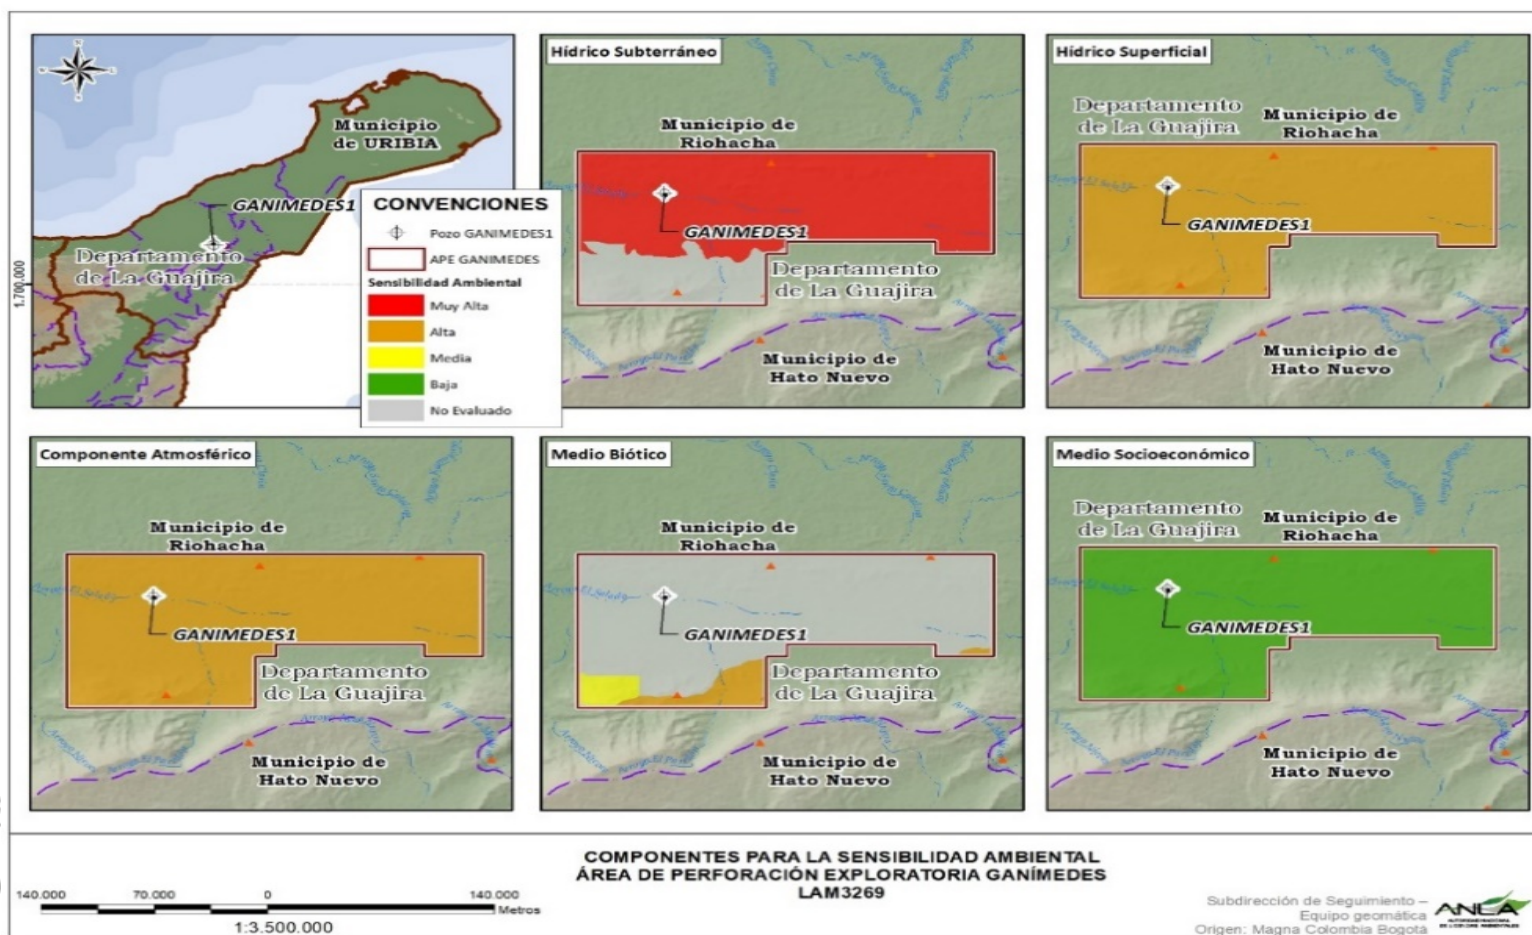 Municipio
de URIBIA
GANIMEDES1
Departamento
de La Guajira
1.700.000
CONVENCIONES
Pozo GANIMEDES1
APE GANIMEDES
Sensibilidad Ambiental
Muy Alta
Alta
Media
Baja
No Evaluado
Hídrico Subterráneo
Municipio de
Riohacha
GANIMEDES1
Departamento
de La Guajira
Municipio de
Hato Nuevo
Hídrico Superficial
Departamento
de La Guajira
Municipio de
Riohacha
GANIMEDES1
Municipio de
Hato Nuevo
Componente Atmosférico
Municipio de
Riohacha
GANIMEDES1
Departamento
de La Guajira
Municipio de
Hato Nuevo
Medio Biótico
Municipio de
Riohacha
GANIMEDES1
Departamento
de La Guajira
Municipio de
Hato Nuevo
Medio Socioeconómico
Departamento
de La Guajira
Municipio de
Riohacha
GANIMEDES1
Municipio de
Hato Nuevo
140.000 70.000 0 140.000
Metros
1:3.500.000
COMPONENTES PARA LA SENSIBILIDAD AMBIENTAL
ÁREA DE PERFORACIÓN EXPLORATORIA GANÍMEDES
LAM3269
Subdirección de Seguimiento –
Equipo geomática
Origen: Magna Colombia Bogotá
ANLA